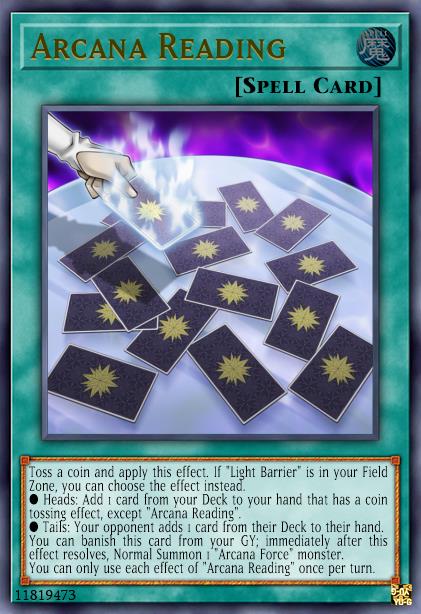 Arcana Reading
[Spell Card]
Toss a coin and apply this effect. If "Light Barrier" is in your Field
Zone, you can choose the effect instead.
● Heads: Add 1 card from your Deck to your hand that has a coin
tossing effect, except "Arcana Reading".
● Tails: Your opponent adds 1 card from their Deck to their hand.
You can banish this card from your GY; immediately after this
effect resolves, Normal Summon 1 "Arcana Force" monster.
You can only use each effect of "Arcana Reading" once per turn.
11819473